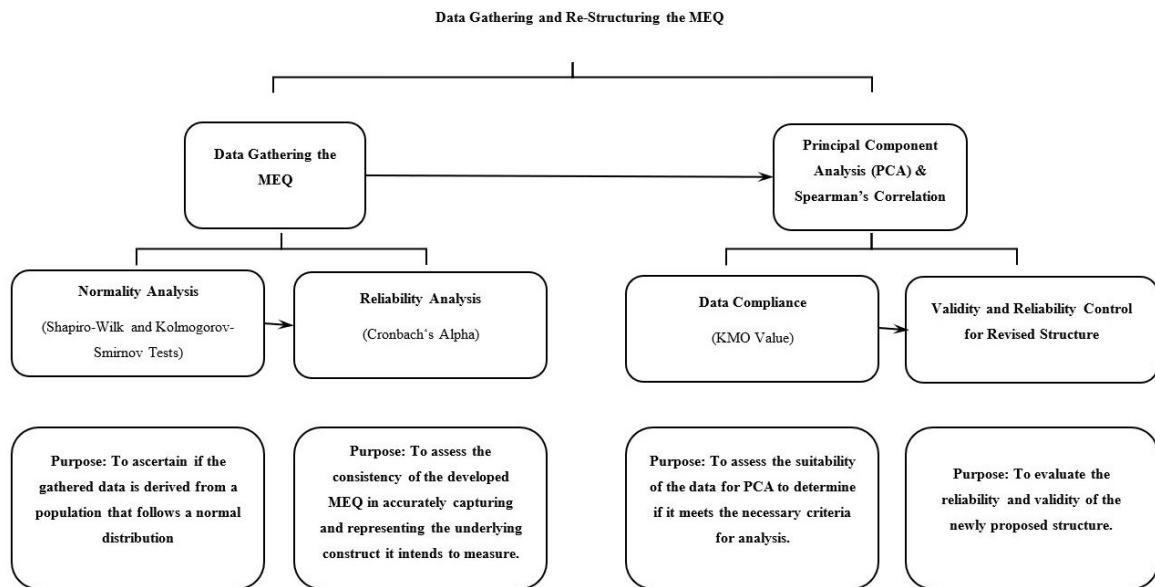 Data Gathering and Re-Structuring the MEQ
Data Gathering the
MEQ
Principal Component
Analysis (PCA) &
Spearman’s Correlation
Normality Analysis
(Shapiro-Wilk and Kolmogorov-
Smirnov Tests)
Reliability Analysis
(Cronbach‘s Alpha)
Data Compliance
(KMO Value)
Validity and Reliability Control
for Revised Structure
Purpose: To ascertain if the
gathered data is derived from a
population that follows a normal
distribution
Purpose: To assess the
consistency of the developed
MEQ in accurately capturing
and representing the underlying
construct it intends to measure.
Purpose: To assess the suitability
of the data for PCA to determine
if it meets the necessary criteria
for analysis.
Purpose: To evaluate the
reliability and validity of the
newly proposed structure.